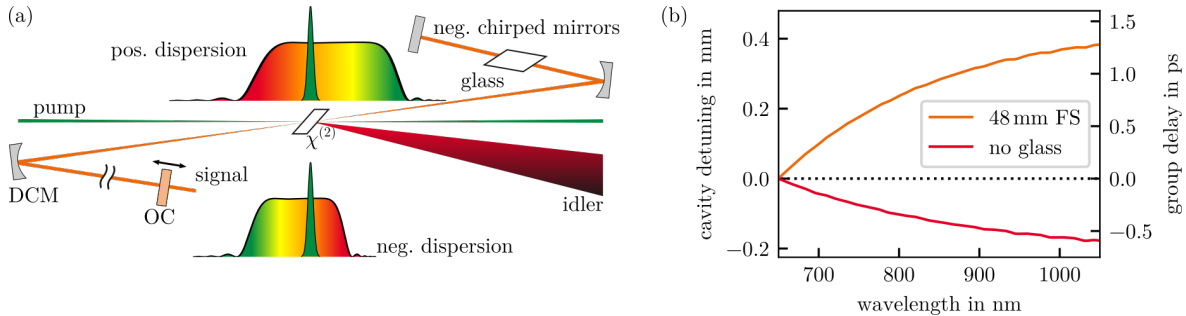 (a)
pos. dispersion
neg. chirped mirrors
glass
pump
χ(2)
signal
DCM
OC
idler
neg. dispersion
(b)
cavity detuning in mm
0.4
0.2
0.0
−0.2
48 mm FS
no glass
1.5
1.0
0.5
0.0
−0.5
group delay in ps
700 800 900 1000
wavelength in nm